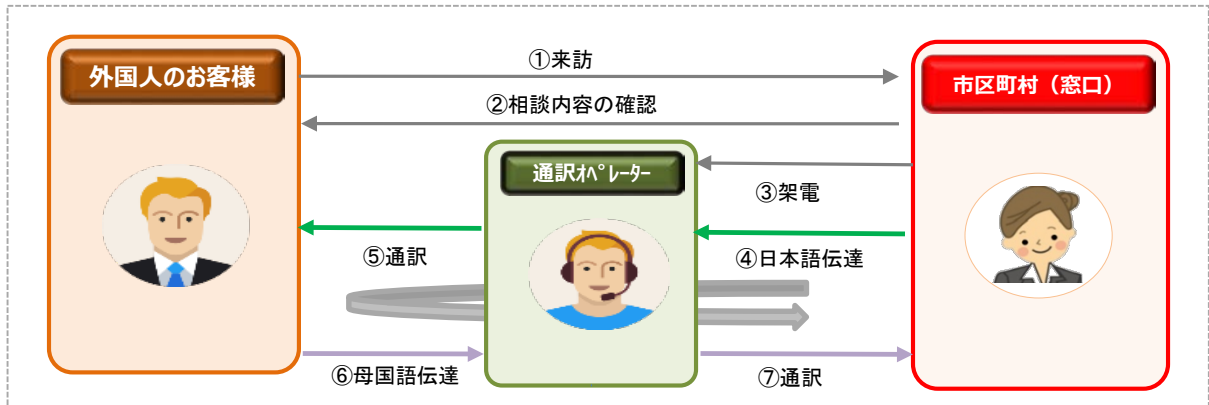 外国人のお客様
①来訪
市区町村（窓口）
②相談内容の確認
通訳ｵﾍﾟﾚｰﾀｰ
③架電
⑤通訳
④日本語伝達
⑥母国語伝達
⑦通訳